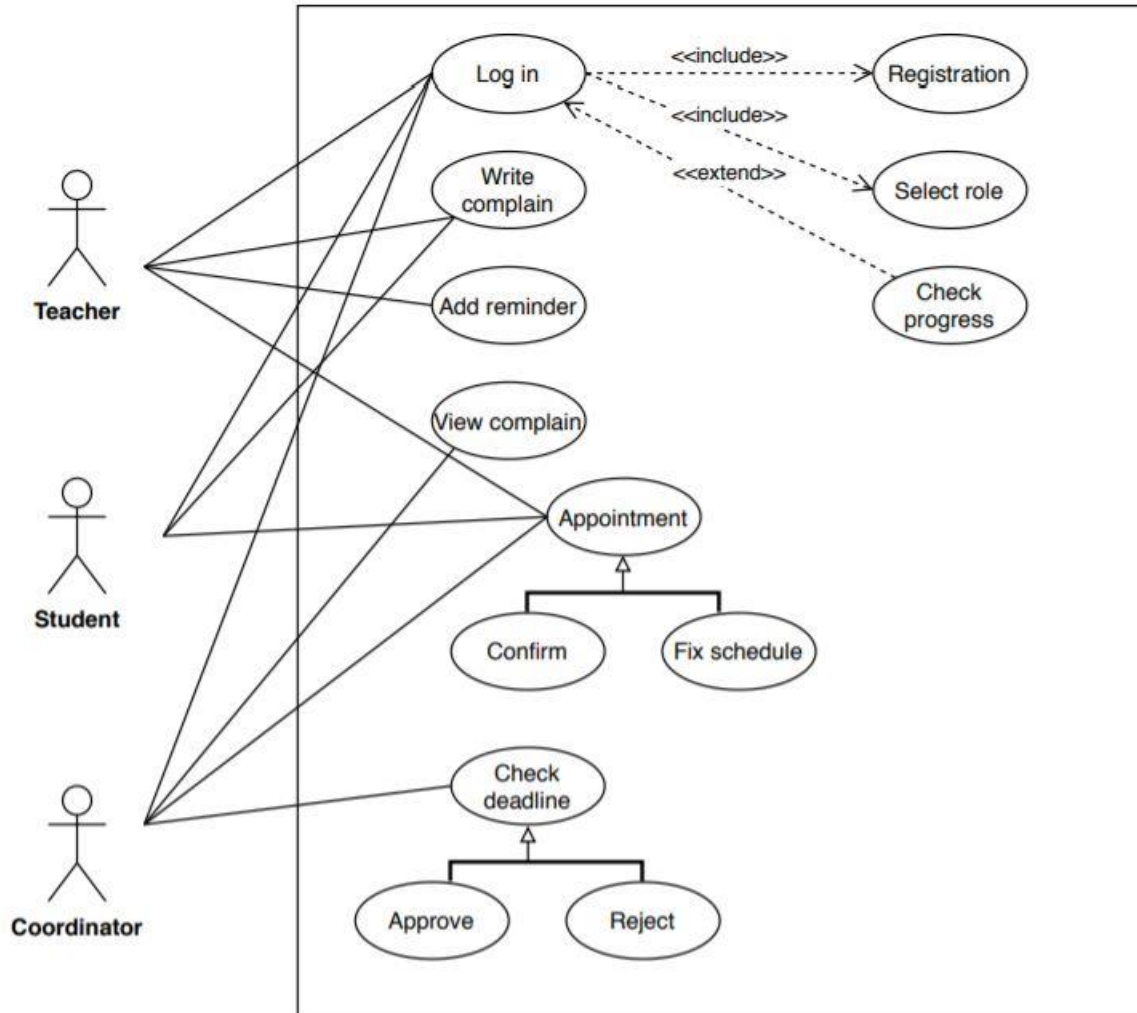 Log in
<<include>>
Registration
<<include>>
Write
complain
<<extend>>
Select role
Teacher
Add reminder
Check
progress
View complain
Appointment
Student
Confirm
Fix schedule
Check
deadline
Coordinator
Approve
Reject